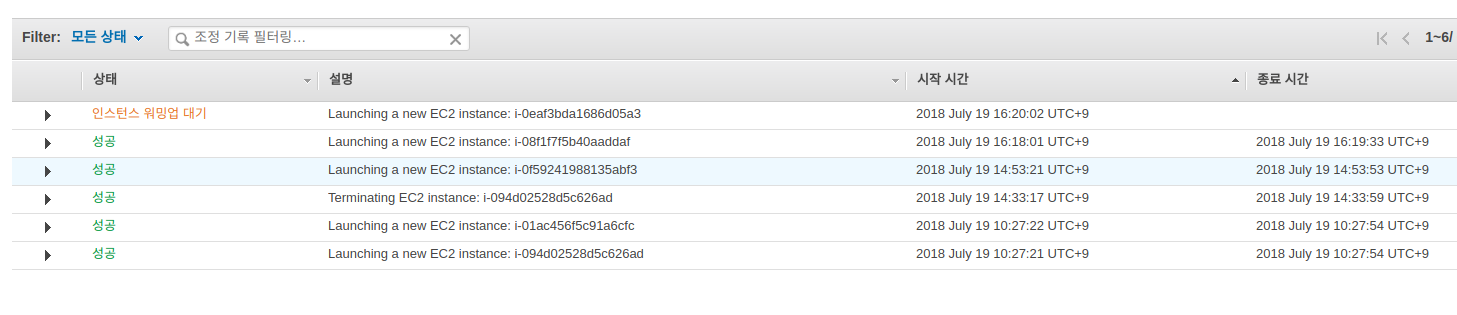 Filter: 모든 상태 조정 기록 필터링... 1~6/
상태 설명 시작 시간 종료 시간
인스턴스 워밍업 대기 Launching a new EC2 instance: i-0eaf3bda1686d05a3 2018 July 19 16:20:02 UTC+9
성공 Launching a new EC2 instance: i-08f1f7f5b40aaddaf 2018 July 19 16:18:01 UTC+9 2018 July 19 16:19:33 UTC+9
성공 Launching a new EC2 instance: i-0f59241988135abf3 2018 July 19 14:53:21 UTC+9 2018 July 19 14:53:53 UTC+9
성공 Terminating EC2 instance: i-094d02528d5c626ad 2018 July 19 14:33:17 UTC+9 2018 July 19 14:33:59 UTC+9
성공 Launching a new EC2 instance: i-01ac456f5c91a6cfc 2018 July 19 10:27:22 UTC+9 2018 July 19 10:27:54 UTC+9
성공 Launching a new EC2 instance: i-094d02528d5c626ad 2018 July 19 10:27:21 UTC+9 2018 July 19 10:27:54 UTC+9